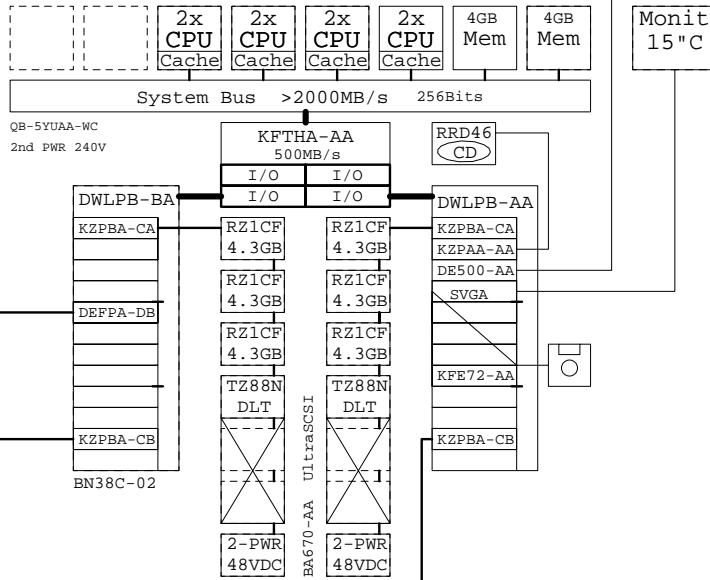 2x 2x 2x 2x 4GB 4GB Monit
CPU CPU CPU CPU Mem Mem 15"C
Cache Cache Cache Cache
System Bus >2000MB/s 256Bits
QB-5YUAA-WC
2nd PWR 240V
KFTHA-AA
500MB/s
RRD46
CD
I/O I/O
I/O I/O
DWLPB-BA
DWLPB-AA
KZPBA-CA
DEFPA-DB
KZPBA-CB
BN38C-02
RZ1CF
4.3GB
RZ1CF
4.3GB
RZ1CF
4.3GB
TZ88N
DLT
2-PWR
48VDC
BA670-AA UltraSCSI
RZ1CF
4.3GB
RZ1CF
4.3GB
RZ1CF
4.3GB
TZ88N
DLT
2-PWR
48VDC
KZPBA-CA
KZPAA-AA
DE500-AA
SVGA
KFE72-AA
KZPBA-CB